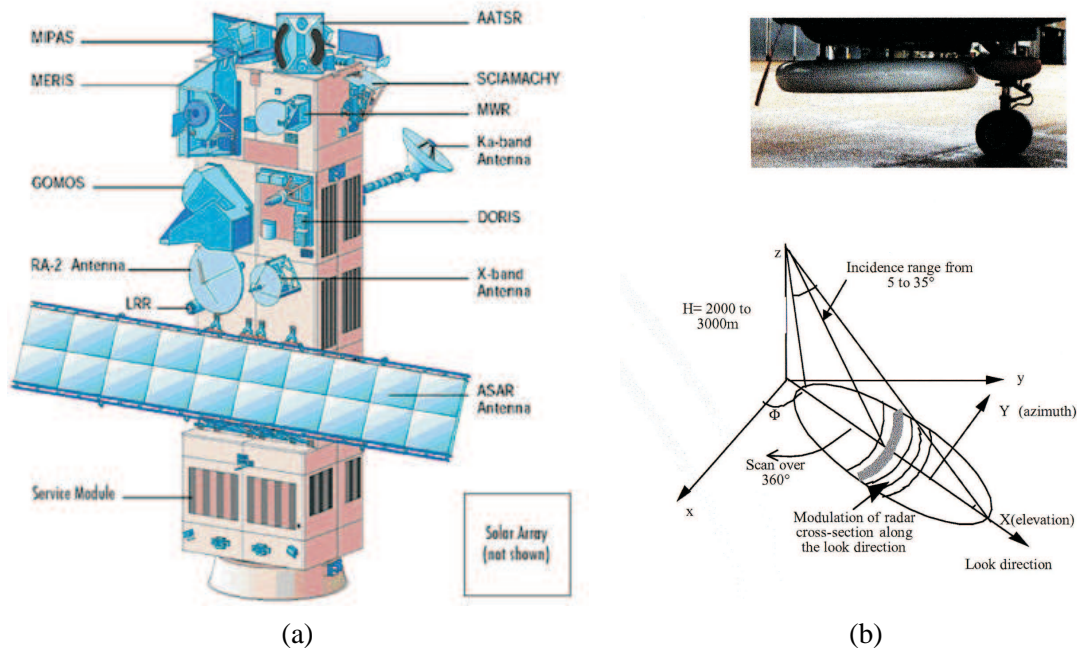 AATSR
MIPAS
MERIS
SCIAMACHY
MWR
Ka-band
Antenna
GOMOS
DORIS
RA-2 Antenna
X-band
Antenna
LRR
ASAR
Antenna
Service Module
Solar Array
(not shown)
(a)
z
Incidence range from
5 to 35°
H= 2000 to
3000m
y
Φ
Y (azimuth)
Scan over
360°
x
X(elevation)
Modulation of radar
cross-section along
the look direction
Look direction
(b)